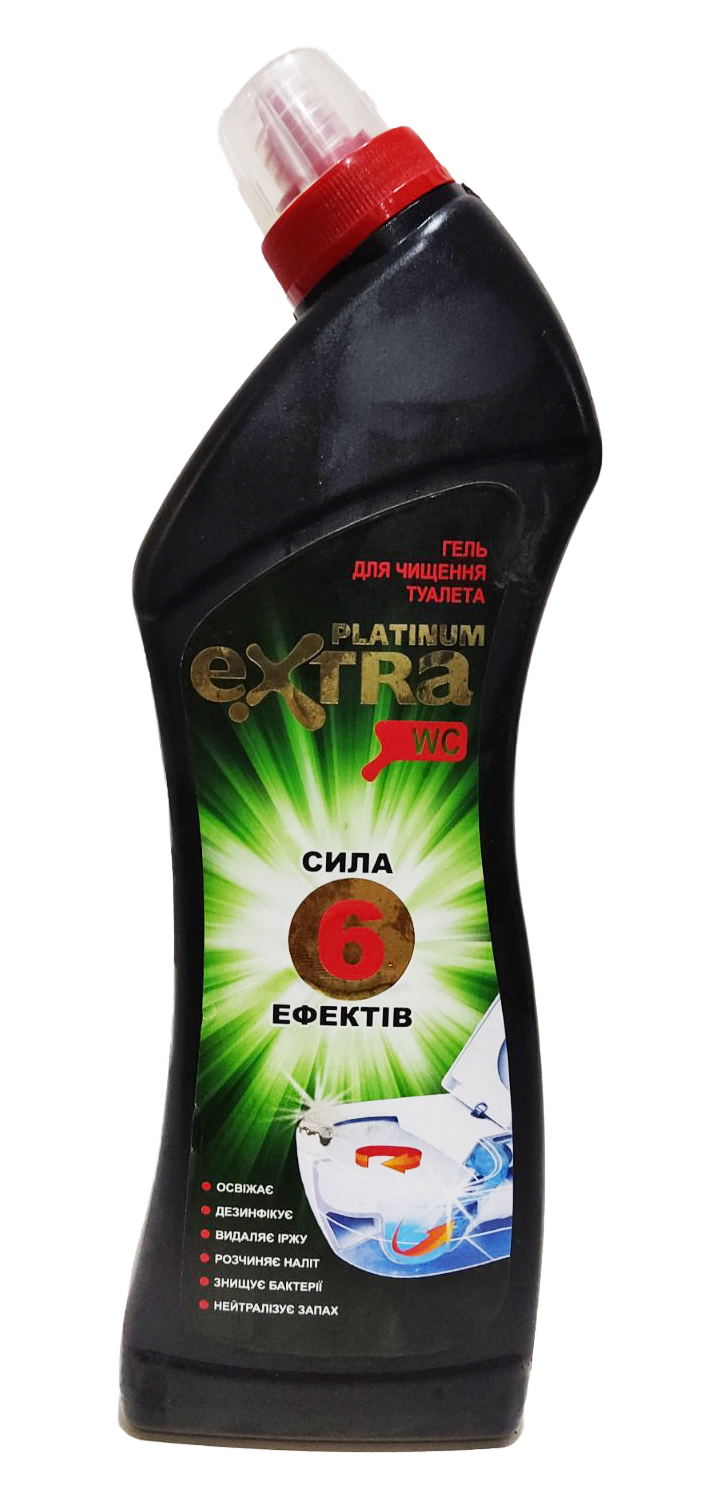 ГЕЛЬ
ДЛЯ ЧИЩЕННЯ
ТУАЛЕТА
PLATINUM
eXTRa
WC
СИЛА
6
ЕФЕКТІВ
ОСВІЖАЄ
ДЕЗИНФІКУЄ
ВИДАЛЯЄ ІРЖУ
РОЗЧИНЯЄ НАЛІТ
ЗНИЩУЄ БАКТЕРІЇ
НЕЙТРАЛІЗУЄ ЗАПАХ